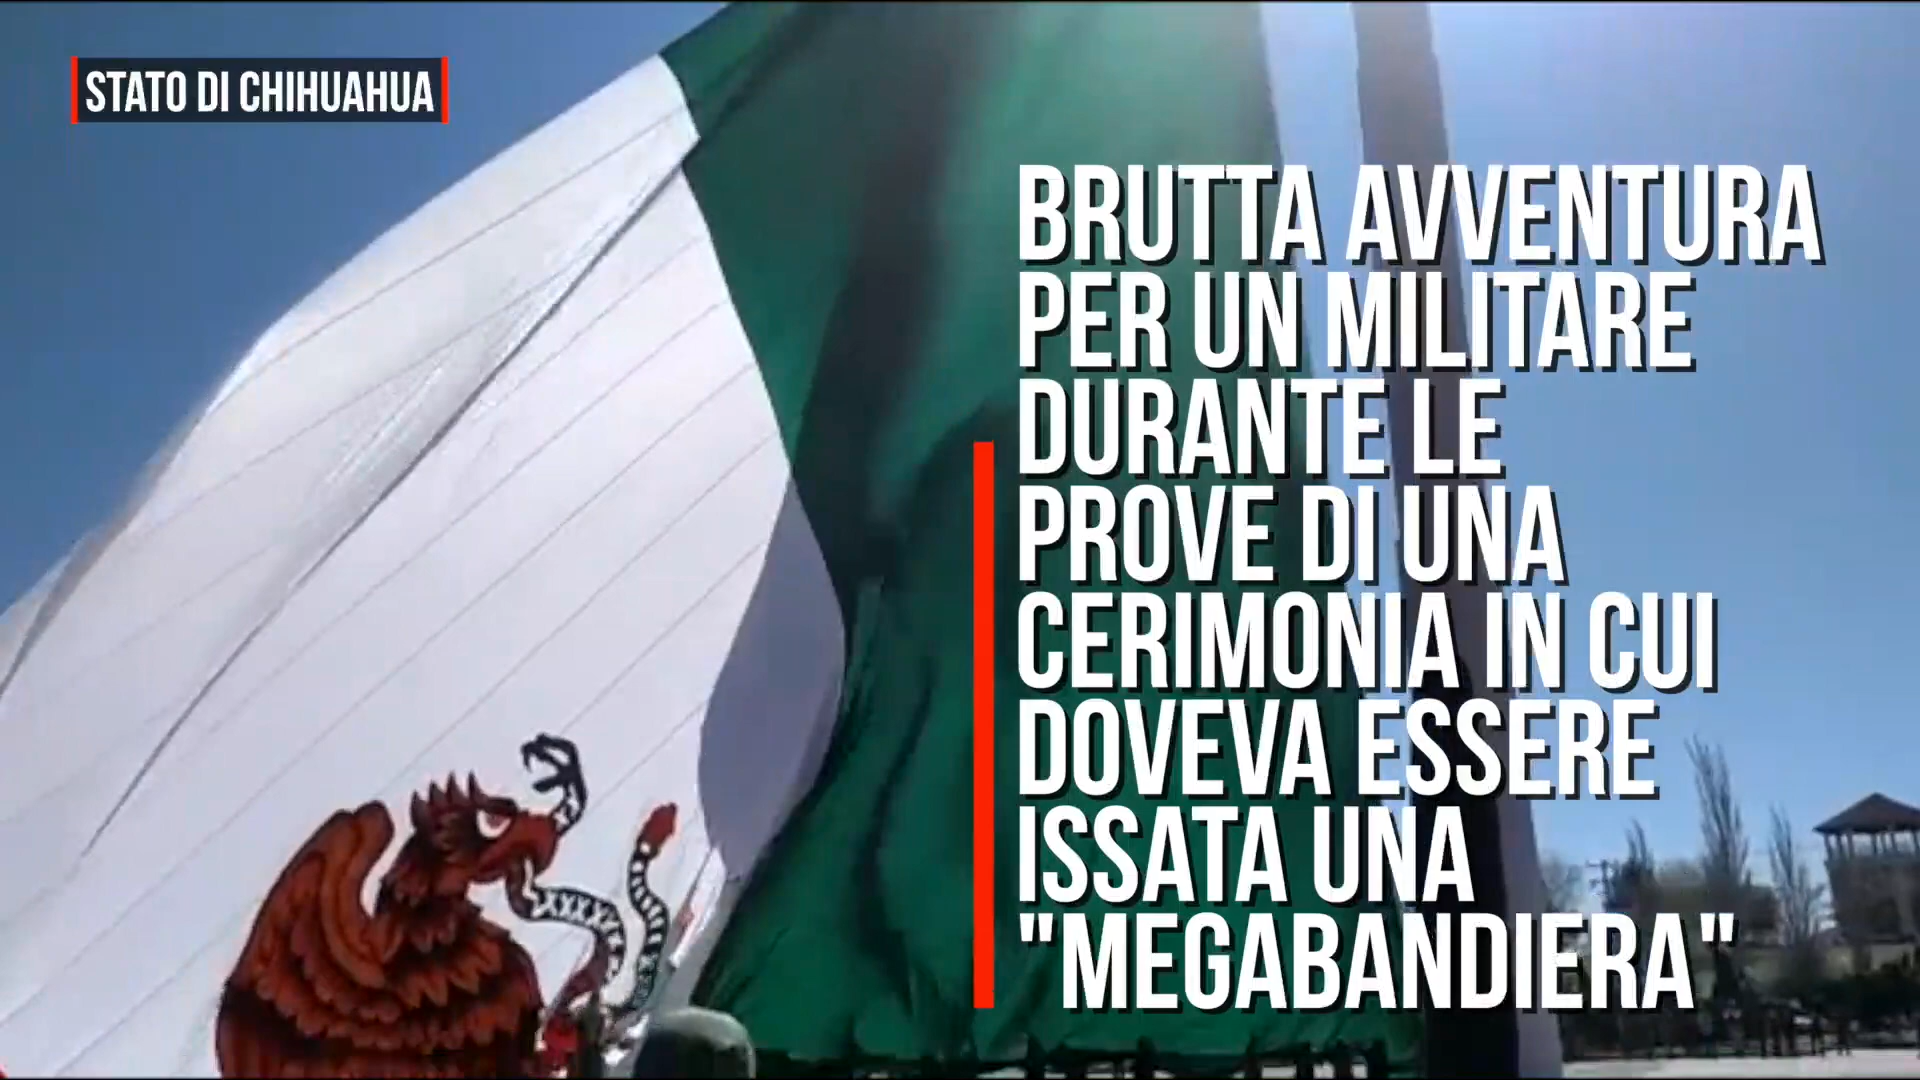 STATO DI CHIHUAHUA
BRUTTA AVVENTURA
PER UN MILITARE
DURANTE LE
PROVE DI UNA
CERIMONIA IN CUI
DOVEVA ESSERE
ISSATA UNA
"MEGABANDIERA"